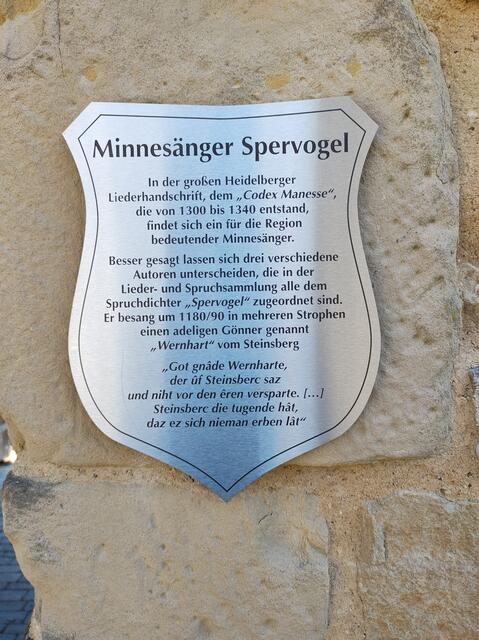 Minnesänger Spervogel
In der großen Heidelberger
Liederhandschrift, dem „Codex Manesse“,
die von 1300 bis 1340 entstand,
findet sich ein für die Region
bedeutender Minnesänger.
Besser gesagt lassen sich drei verschiedene
Autoren unterscheiden, die in der
Lieder- und Spruchsammlung alle dem
Spruchdichter „Spervogel“ zugeordnet sind.
Er besang um 1180/90 in mehreren Strophen
einen adeligen Gönner genannt
„Wernhart“ vom Steinsberg
„Got gnâde Wernharte,
der ûf Steinsberc saz
und niht vor den êren versparte. [...]
Steinsberc die tugende hât,
daz ez sich nieman erben lât“